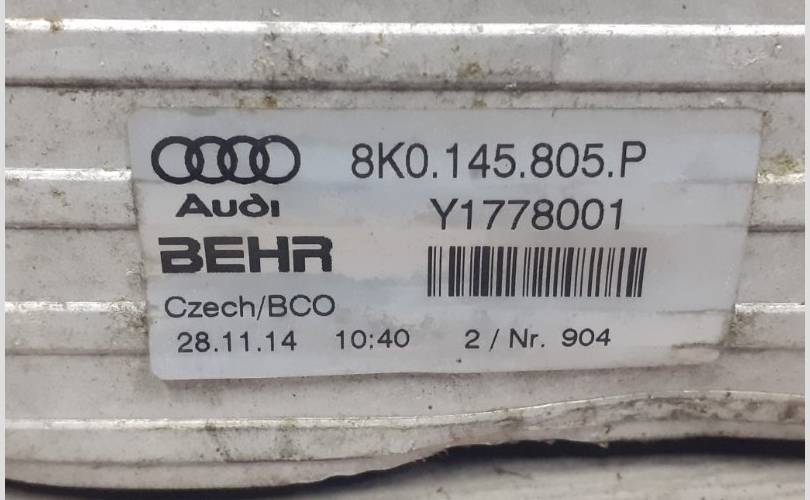 8K0.145.805.P
Audi
Y1778001
BEHR
Czech/BCO
28.11.14 10:40 2 / Nr. 904